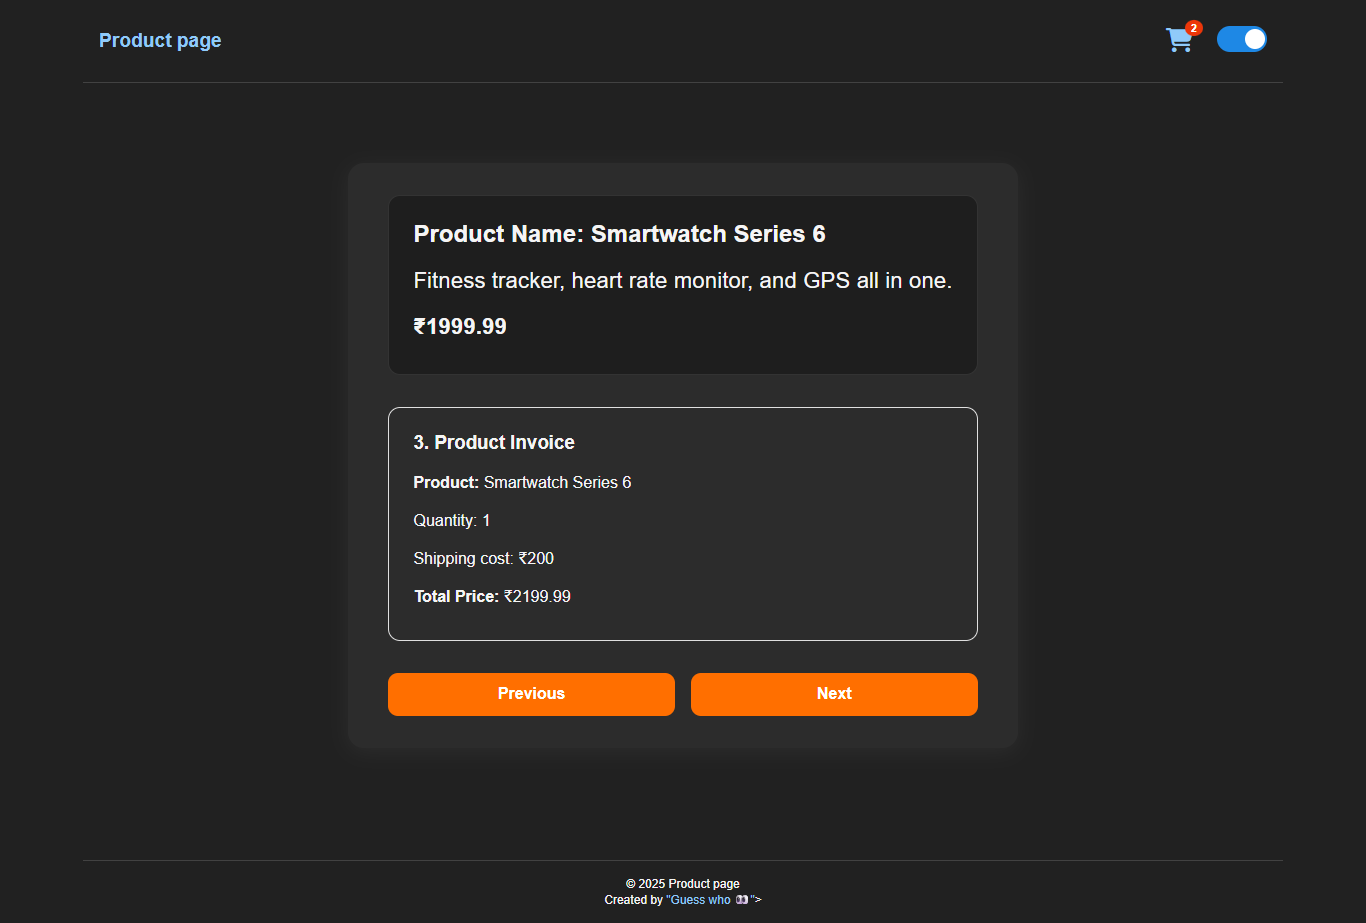 Product page
2
Product Name: Smartwatch Series 6
Fitness tracker, heart rate monitor, and GPS all in one.
₹1999.99
3. Product Invoice
Product: Smartwatch Series 6
Quantity: 1
Shipping cost: ₹200
Total Price: ₹2199.99
Previous
Next
© 2025 Product page
Created by "Guess who 👀">